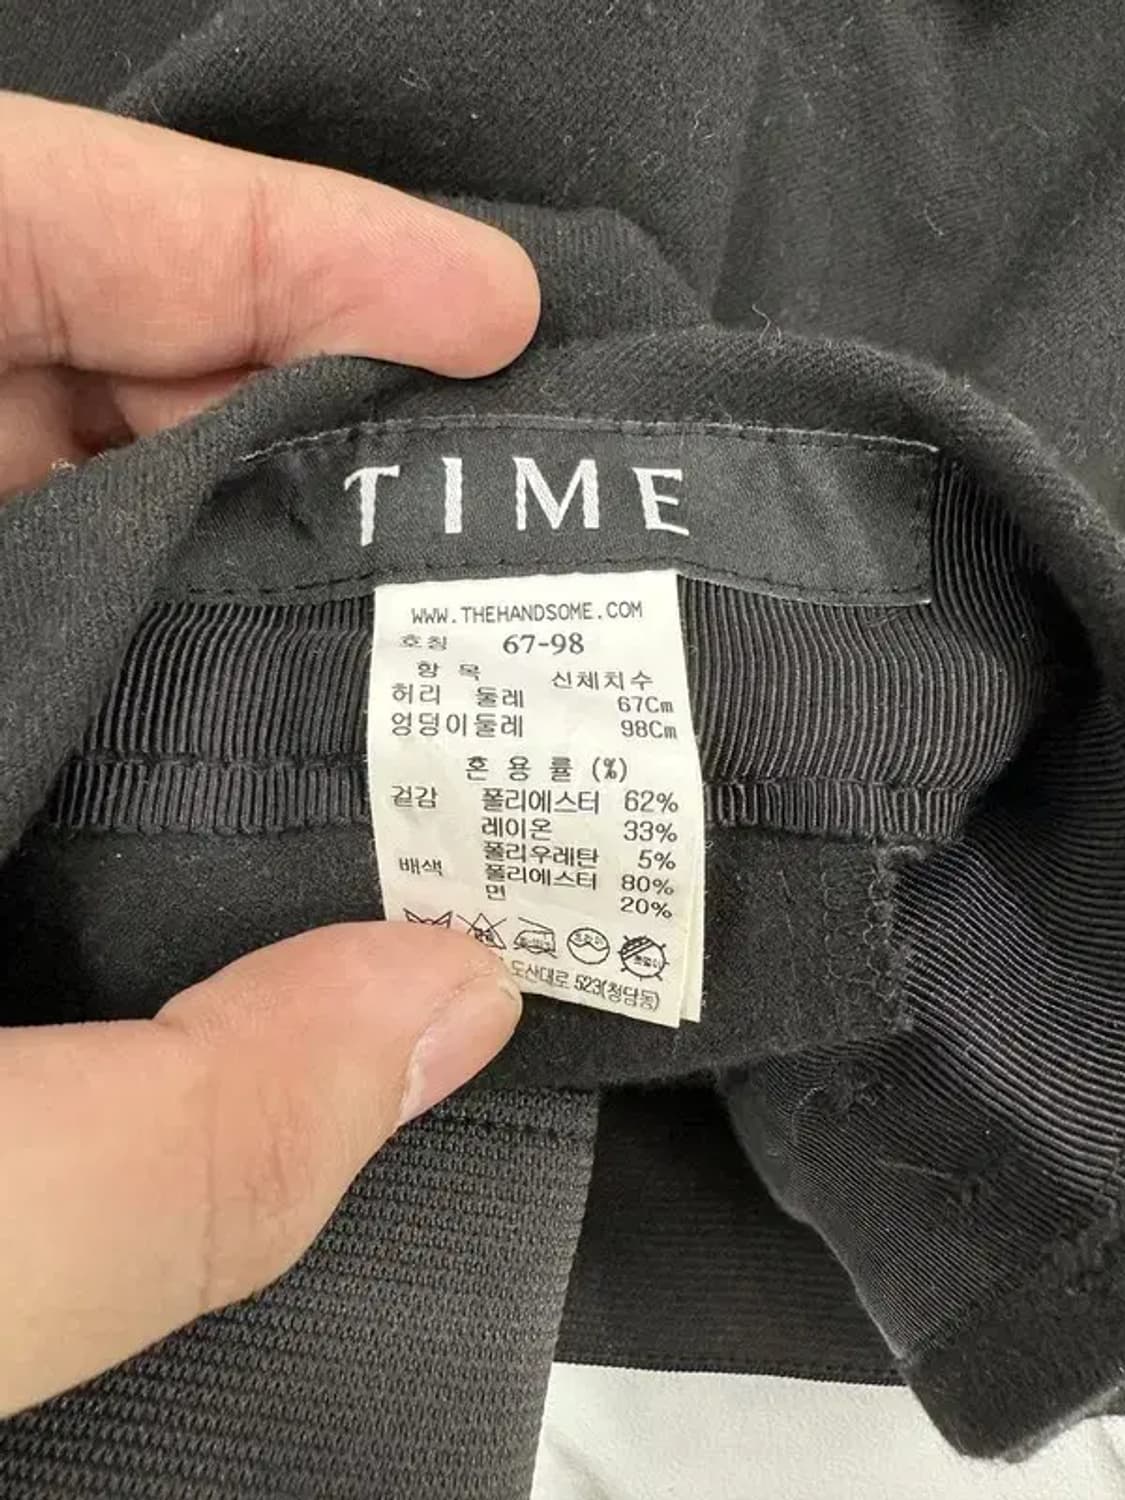 TIME
WWW.THEHANDSOME.COM
호칭 67-98
항 목 신체치수
허리 둘레 67Cm
엉덩이둘레 98Cm
혼 용 률 (%)
겉감 폴리에스터 62%
레이온 33%
폴리우레탄 5%
배색 폴리에스터 80%
면 20%
도산대로 523(청담동)